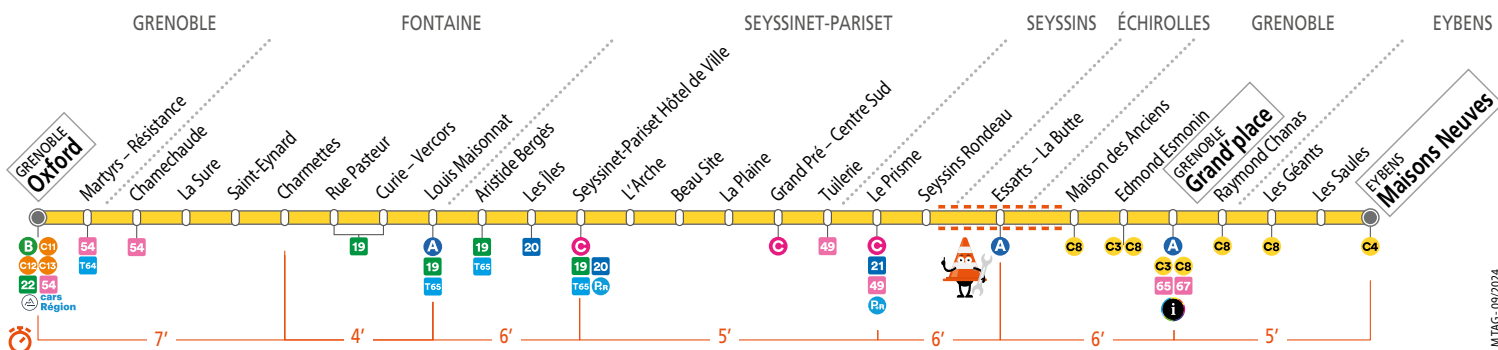 GRENOBLE
FONTAINE
SEYSSINET-PARISET
SEYSSINS
ÉCHIROLLES
GRENOBLE
EYBENS
GRENOBLE
Oxford
Martyrs – Résistance
Chamechaude
La Sure
Saint-Eynard
Charmettes
Rue Pasteur
Curie – Vercors
Louis Maisonnat
Aristide Bergès
Les Îles
Seyssinet-Pariset Hôtel de Ville
L'Arche
Beau Site
La Plaine
Grand Pré – Centre Sud
Tuilerie
Le Prisme
Seyssins Rondeau
Essarts – La Butte
Maison des Anciens
Edmond Esmonin
GRENOBLE
Grand'place
Raymond Chanas
Les Géants
Les Saules
EYBENS
Maisons Neuves
B C11
C12 C13
22 54
cars
Région
54
T64
54
19
A
19
T65
19
T65
20
C
19 20
T65 P+R
C
49
C
21
49
P+R
A
C8
C3 C8
A
C3 C8
65 67
i
C8
C8
C4
7’
4’
6’
5’
6’
6’
5’
M TAG - 09/2024